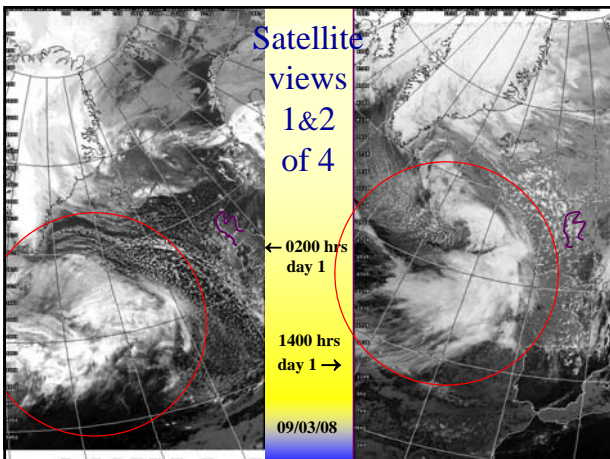 Satellite
views
1&2
of 4
← 0200 hrs
day 1
1400 hrs
day 1 →
09/03/08